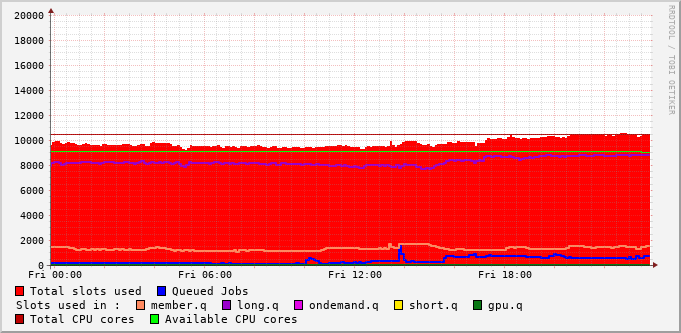 20000
18000
16000
14000
12000
10000
8000
6000
4000
2000
0
Fri 00:00 Fri 06:00 Fri 12:00 Fri 18:00
Total slots used Queued Jobs
Slots used in : member.q long.q ondemand.q short.q gpu.q
Total CPU cores Available CPU cores
RRDTOOL / TOBI OETIKER